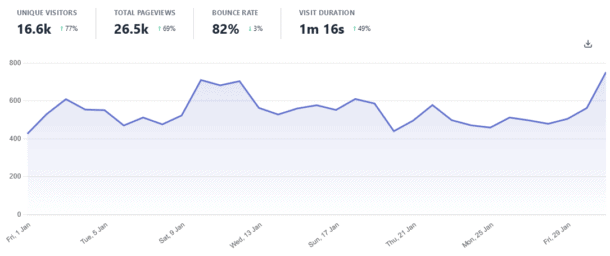 UNIQUE VISITORS TOTAL PAGEVIEWS BOUNCE RATE VISIT DURATION
16.6k ↑ 77% 26.5k ↑ 69% 82% ↓ 3% 1m 16s ↑ 49%
800
600
400
200
0
Fri, 1 Jan Tue, 5 Jan Sat, 9 Jan Wed, 13 Jan Sun, 17 Jan Thu, 21 Jan Mon, 25 Jan Fri, 29 Jan